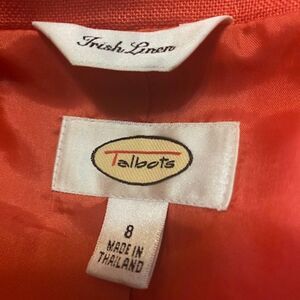 Irish Linen
Talbots
8
MADE IN
THAILAND